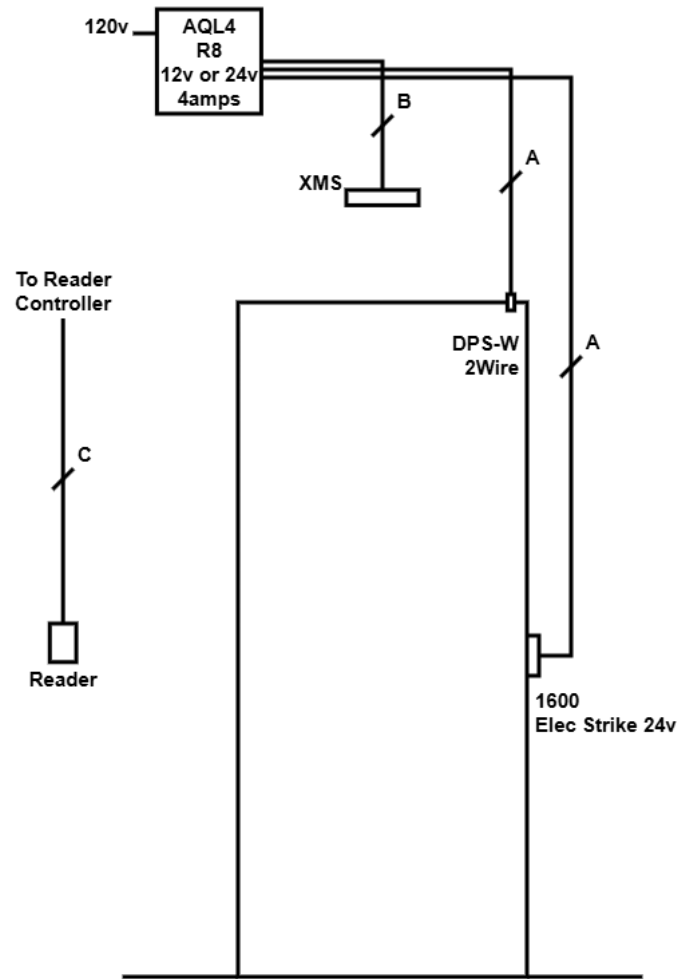 120v
AQL4
R8
12v or 24v
4amps
B
A
XMS
To Reader
Controller
DPS-W
2Wire
A
C
Reader
1600
Elec Strike 24v